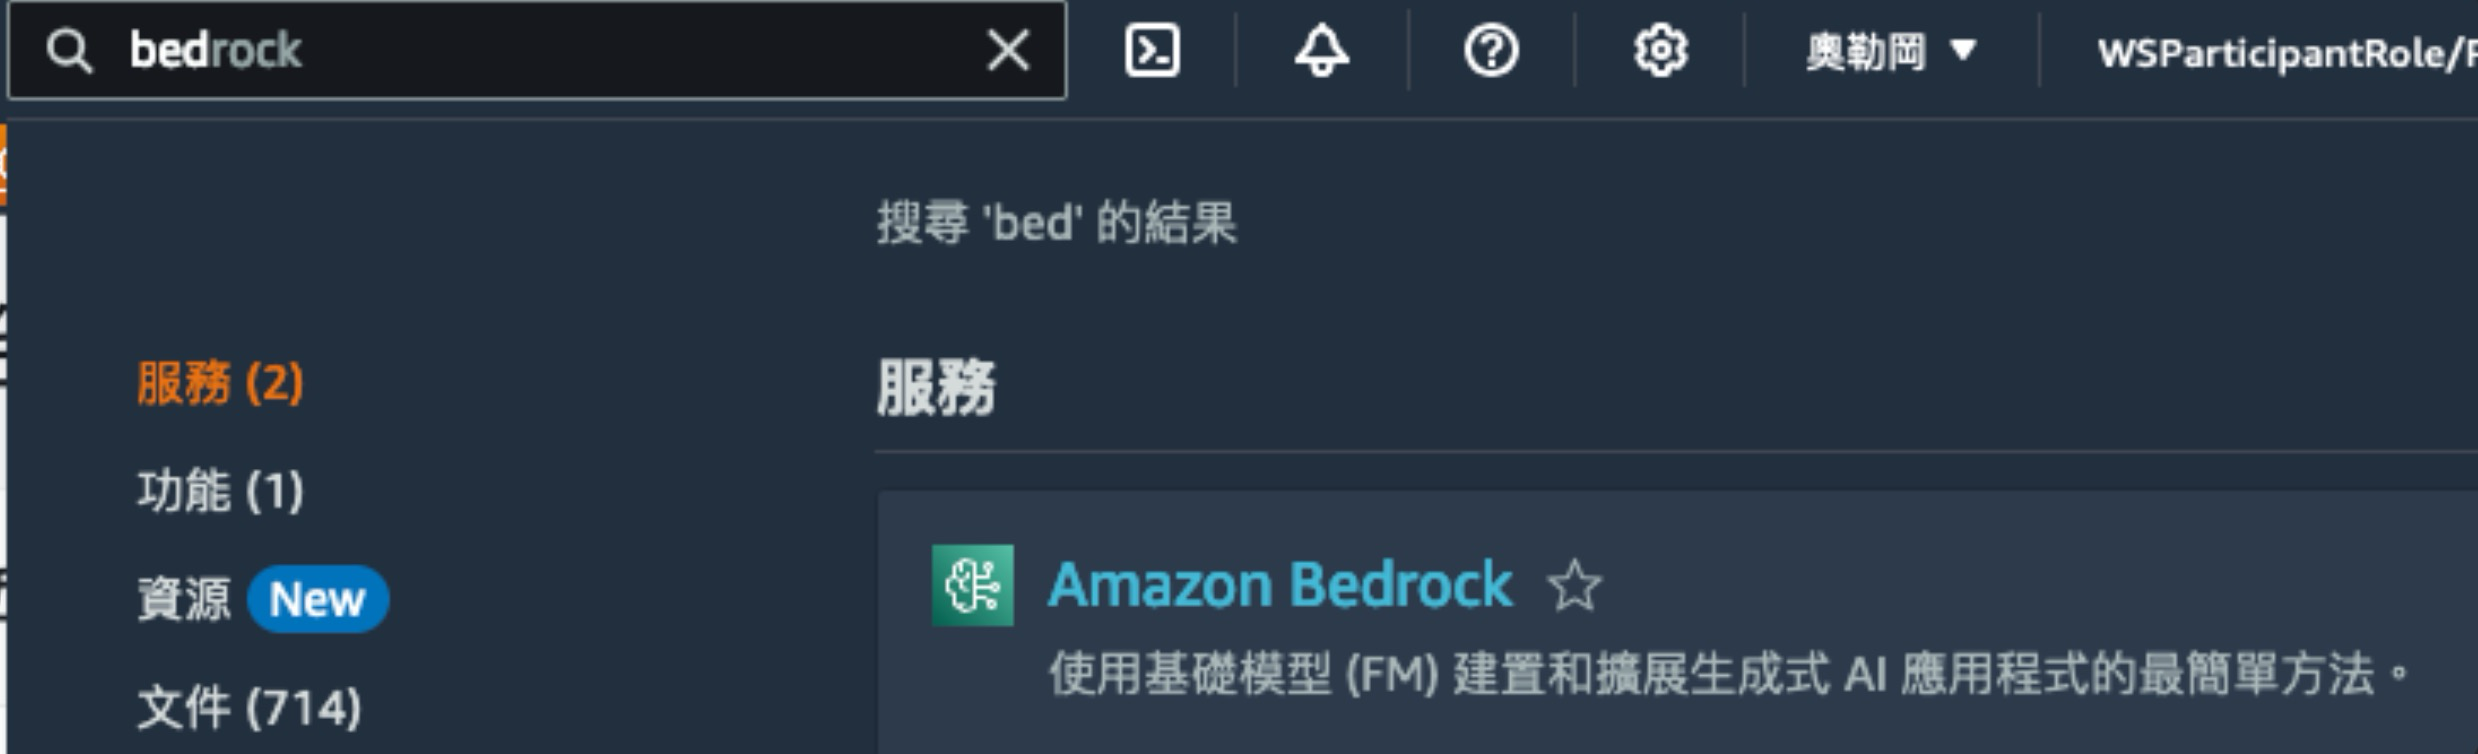 bedrock
奧勒岡 ▼
WSParticipantRole/
搜尋 'bed' 的結果
服務 (2)
功能 (1)
資源 New
文件 (714)
服務
Amazon Bedrock
使用基礎模型 (FM) 建置和擴展生成式 AI 應用程式的最簡單方法。